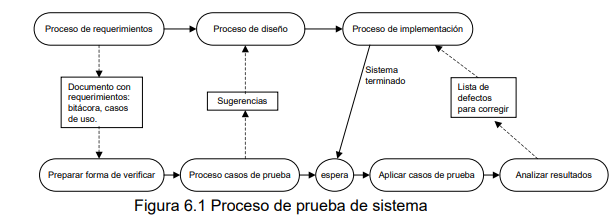 Proceso de requerimientos
Proceso de diseño
Proceso de implementación
Sistema
terminado
Documento con
requerimientos:
bitácora, casos
de uso.
Sugerencias
Lista de
defectos
para corregir
Preparar forma de verificar
Proceso casos de prueba
espera
Aplicar casos de prueba
Analizar resultados
Figura 6.1 Proceso de prueba de sistema